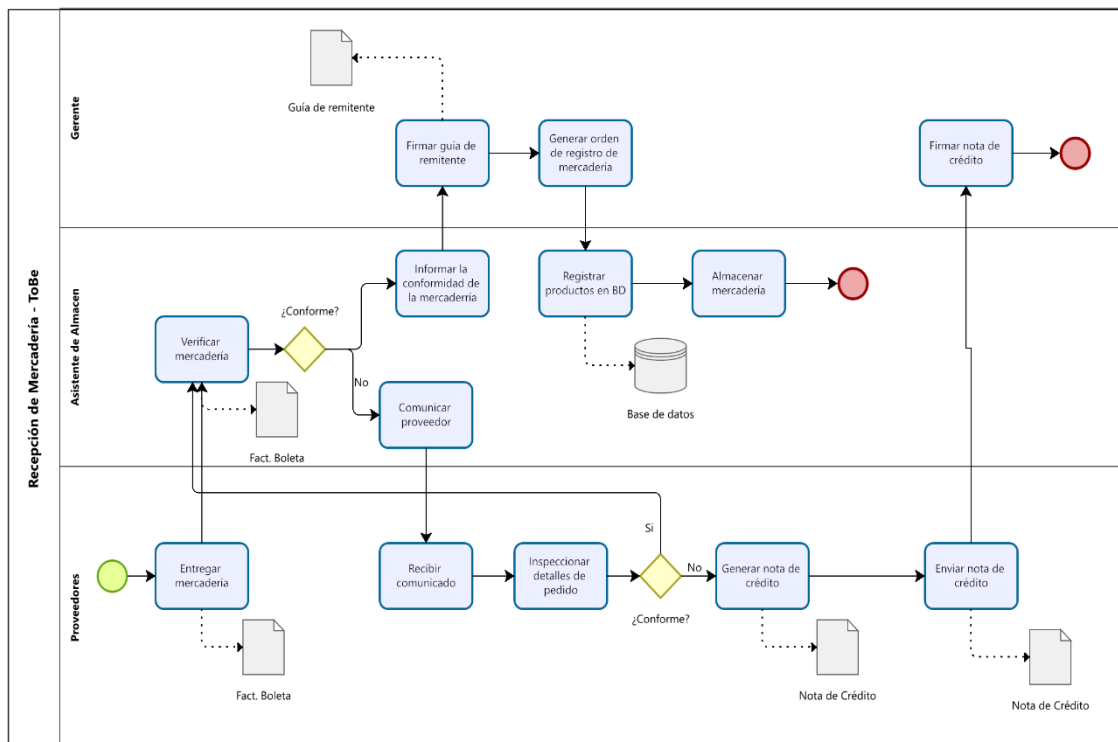 Recepción de Mercadería - ToBe
Gerente
Guía de remitente
Firmar guía de
remitente
Generar orden
de registro de
mercadería
Firmar nota de
crédito
Asistente de Almacen
Verificar
mercadería
¿Conforme?
Informar la
conformidad de
la mercaderría
No
Comunicar
proveedor
Fact. Boleta
Registrar
productos en BD
Almacenar
mercadería
Base de datos
Proveedores
Entregar
mercadería
Fact. Boleta
Recibir
comunicado
Inspeccionar
detalles de
pedido
Si
¿Conforme?
No
Generar nota de
crédito
Nota de Crédito
Enviar nota de
crédito
Nota de Crédito